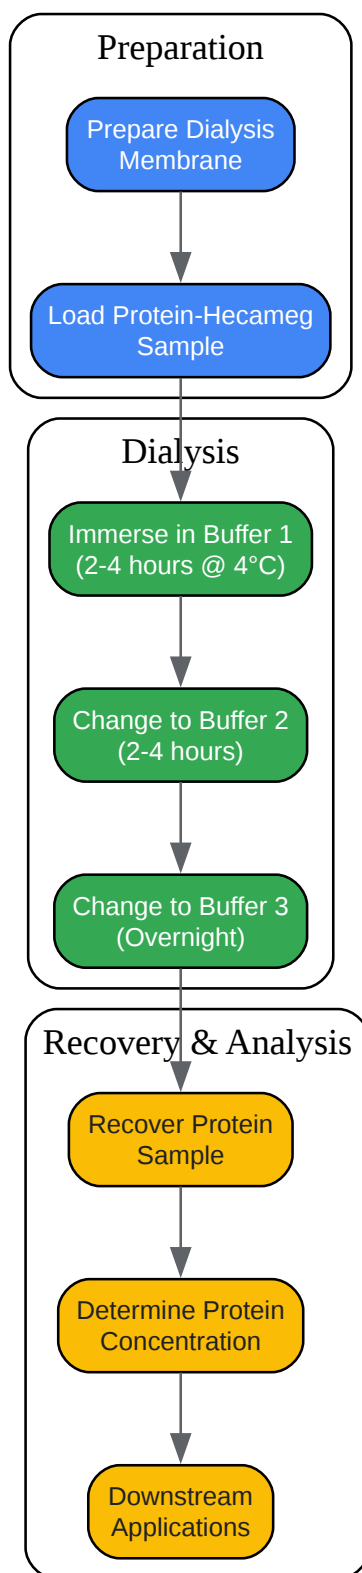 Preparation
Prepare Dialysis
Membrane
Load Protein-Hecameg
Sample
Dialysis
Immerse in Buffer 1
(2-4 hours @ 4°C)
Change to Buffer 2
(2-4 hours)
Change to Buffer 3
(Overnight)
Recovery & Analysis
Recover Protein
Sample
Determine Protein
Concentration
Downstream
Applications